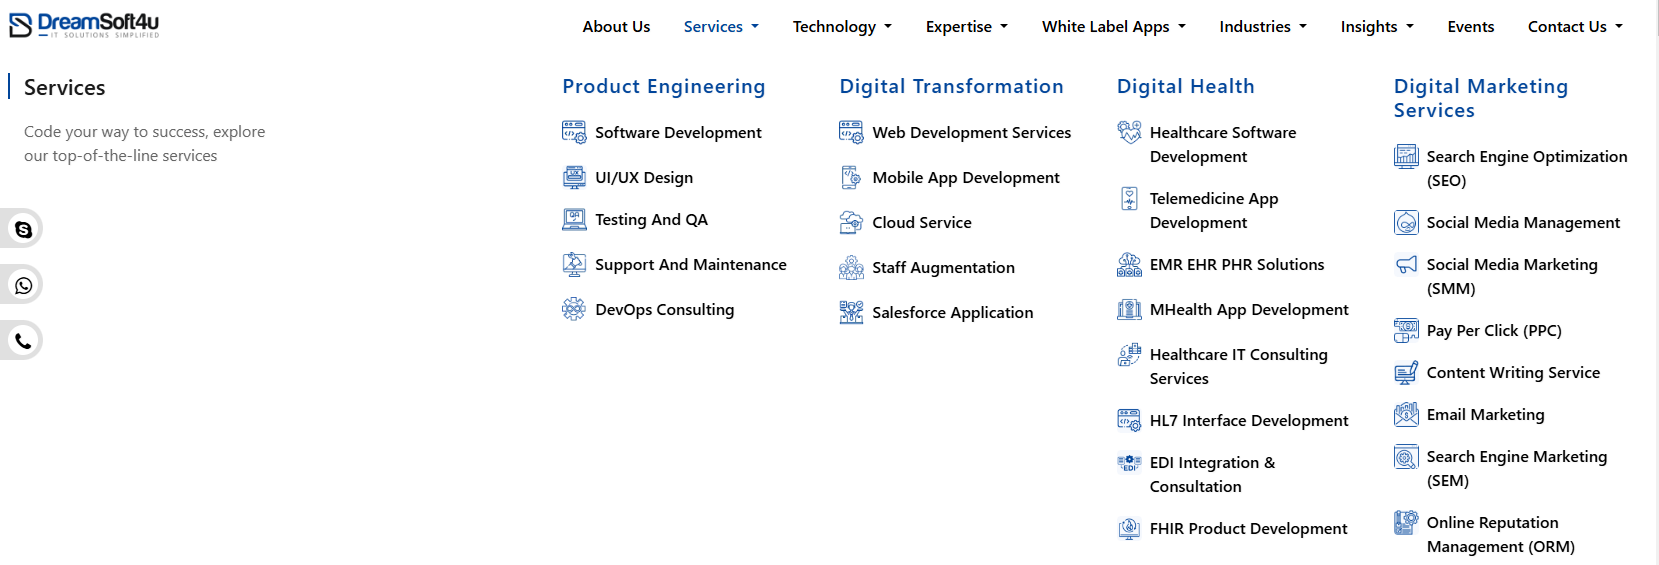 DreamSoft4u
IT SOLUTIONS SIMPLIFIED
About Us
Services
Technology
Expertise
White Label Apps
Industries
Insights
Events
Contact Us
Services
Code your way to success, explore
our top-of-the-line services
Product Engineering
Software Development
UI/UX Design
Testing And QA
Support And Maintenance
DevOps Consulting
Digital Transformation
Web Development Services
Mobile App Development
Cloud Service
Staff Augmentation
Salesforce Application
Digital Health
Healthcare Software
Development
Telemedicine App
Development
EMR EHR PHR Solutions
MHealth App Development
Healthcare IT Consulting
Services
HL7 Interface Development
EDI
EDI Integration &
Consultation
FHIR Product Development
Digital Marketing
Services
Search Engine Optimization
(SEO)
Social Media Management
Social Media Marketing
(SMM)
Pay Per Click (PPC)
Content Writing Service
Email Marketing
Search Engine Marketing
(SEM)
Online Reputation
Management (ORM)